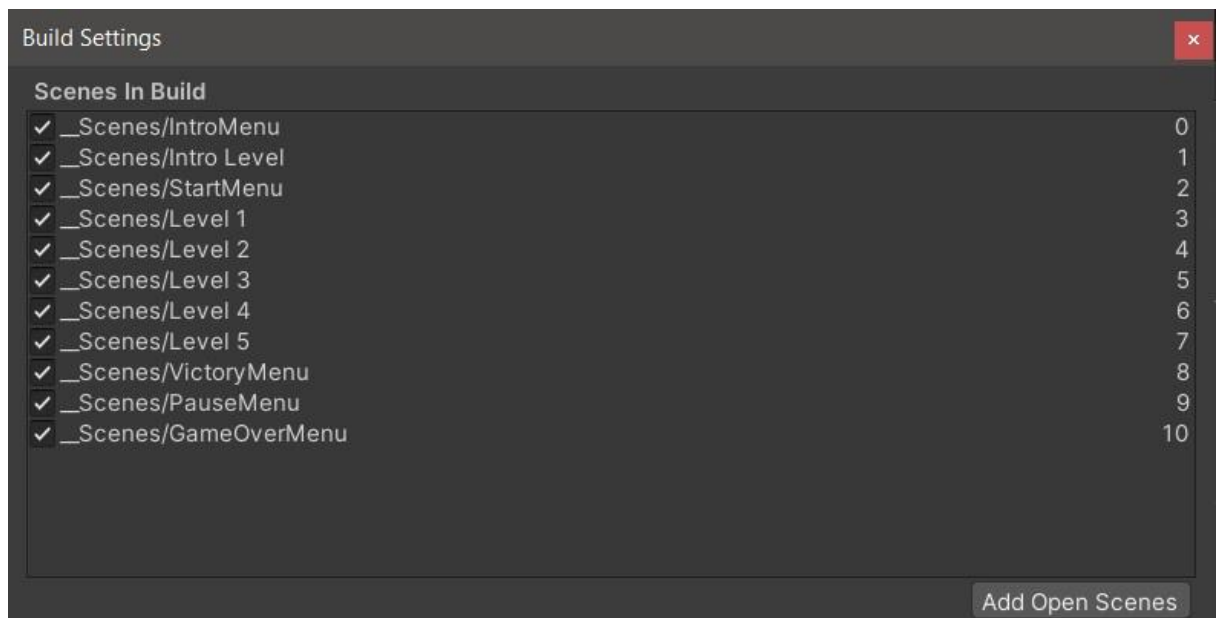 Build Settings
Scenes In Build
__Scenes/IntroMenu 0
__Scenes/Intro Level 1
__Scenes/StartMenu 2
__Scenes/Level 1 3
__Scenes/Level 2 4
__Scenes/Level 3 5
__Scenes/Level 4 6
__Scenes/Level 5 7
__Scenes/VictoryMenu 8
__Scenes/PauseMenu 9
__Scenes/GameOverMenu 10
Add Open Scenes